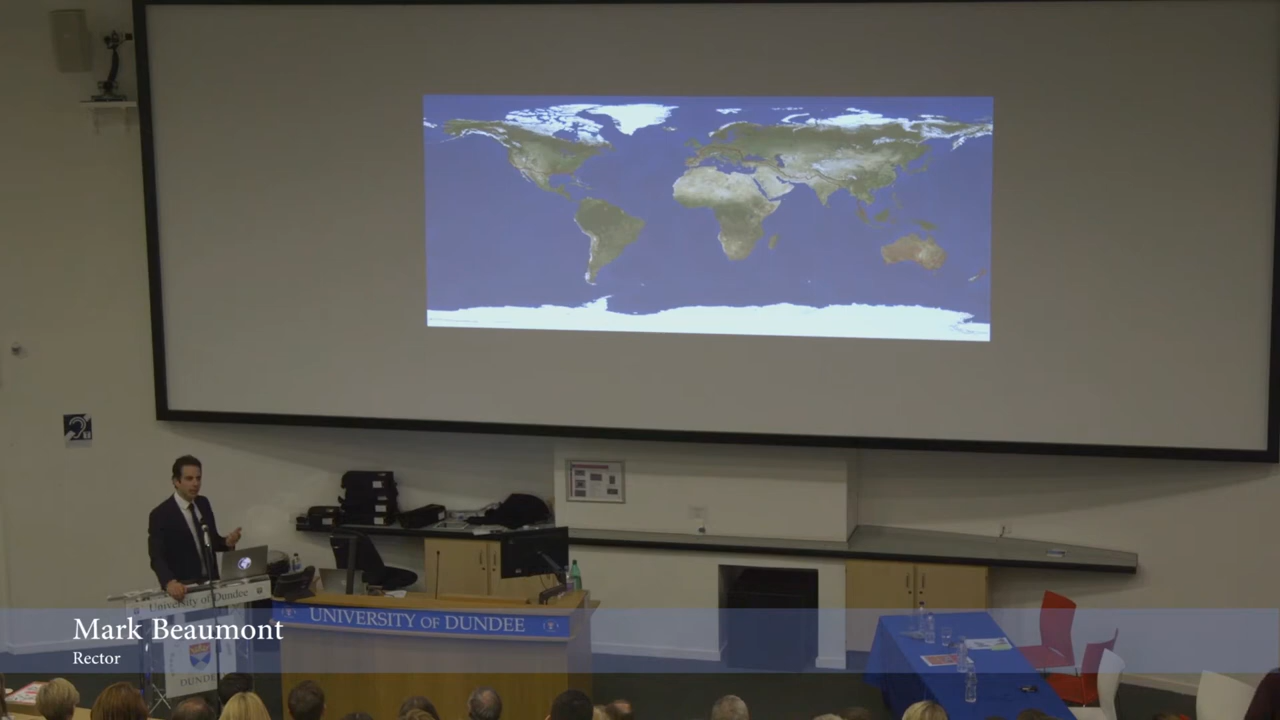 University of Dundee
UNIVERSITY OF DUNDEE
Mark Beaumont
Rector
DUNDEE